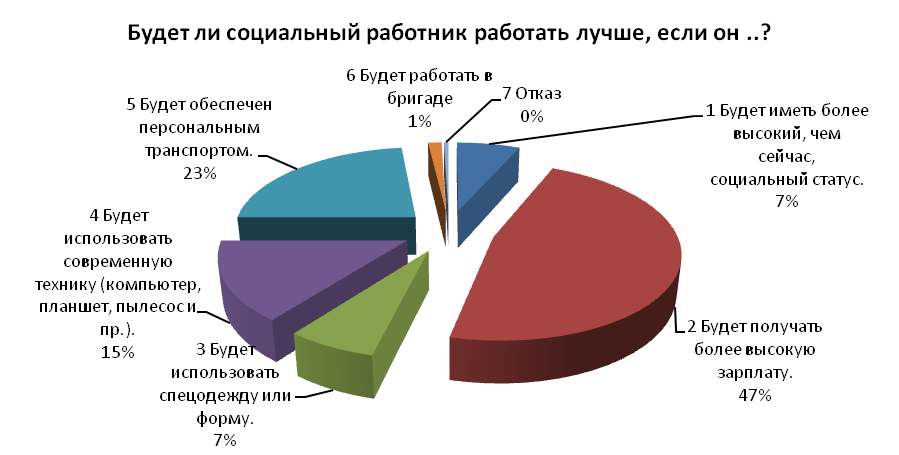 Будет ли социальный работник работать лучше, если он ..?
6 Будет работать в
бригаде
1%
7 Отказ
0%
1 Будет иметь более
высокий, чем
сейчас,
социальный статус.
7%
5 Будет обеспечен
персональным
транспортом.
23%
4 Будет
использовать
современную
технику (компьютер,
планшет, пылесос и
пр.).
15%
2 Будет получать
более высокую
зарплату.
47%
3 Будет
использовать
спецодежду или
форму.
7%